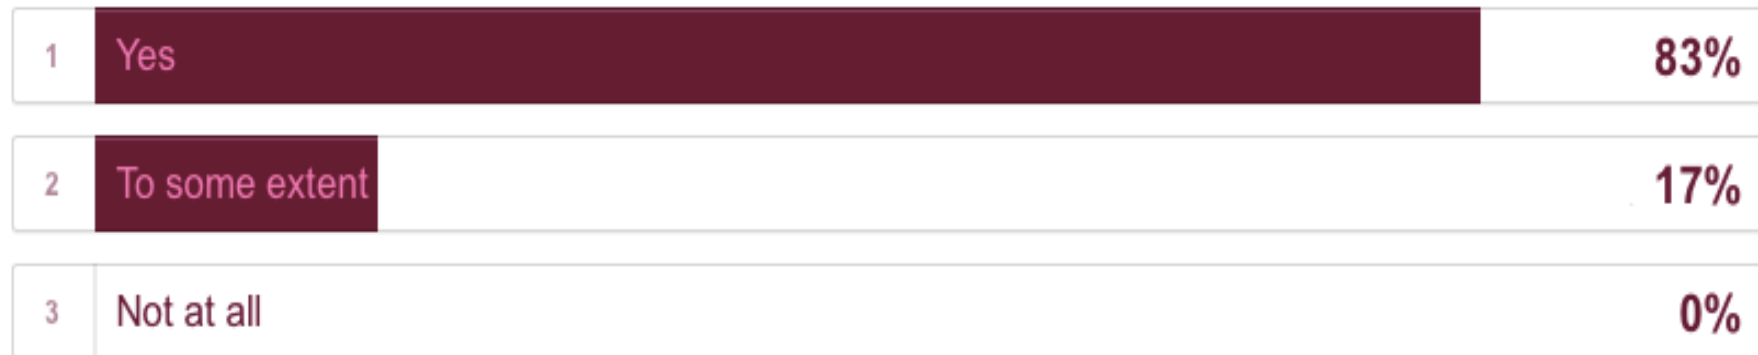 1 Yes 83%
2 To some extent 17%
3 Not at all 0%